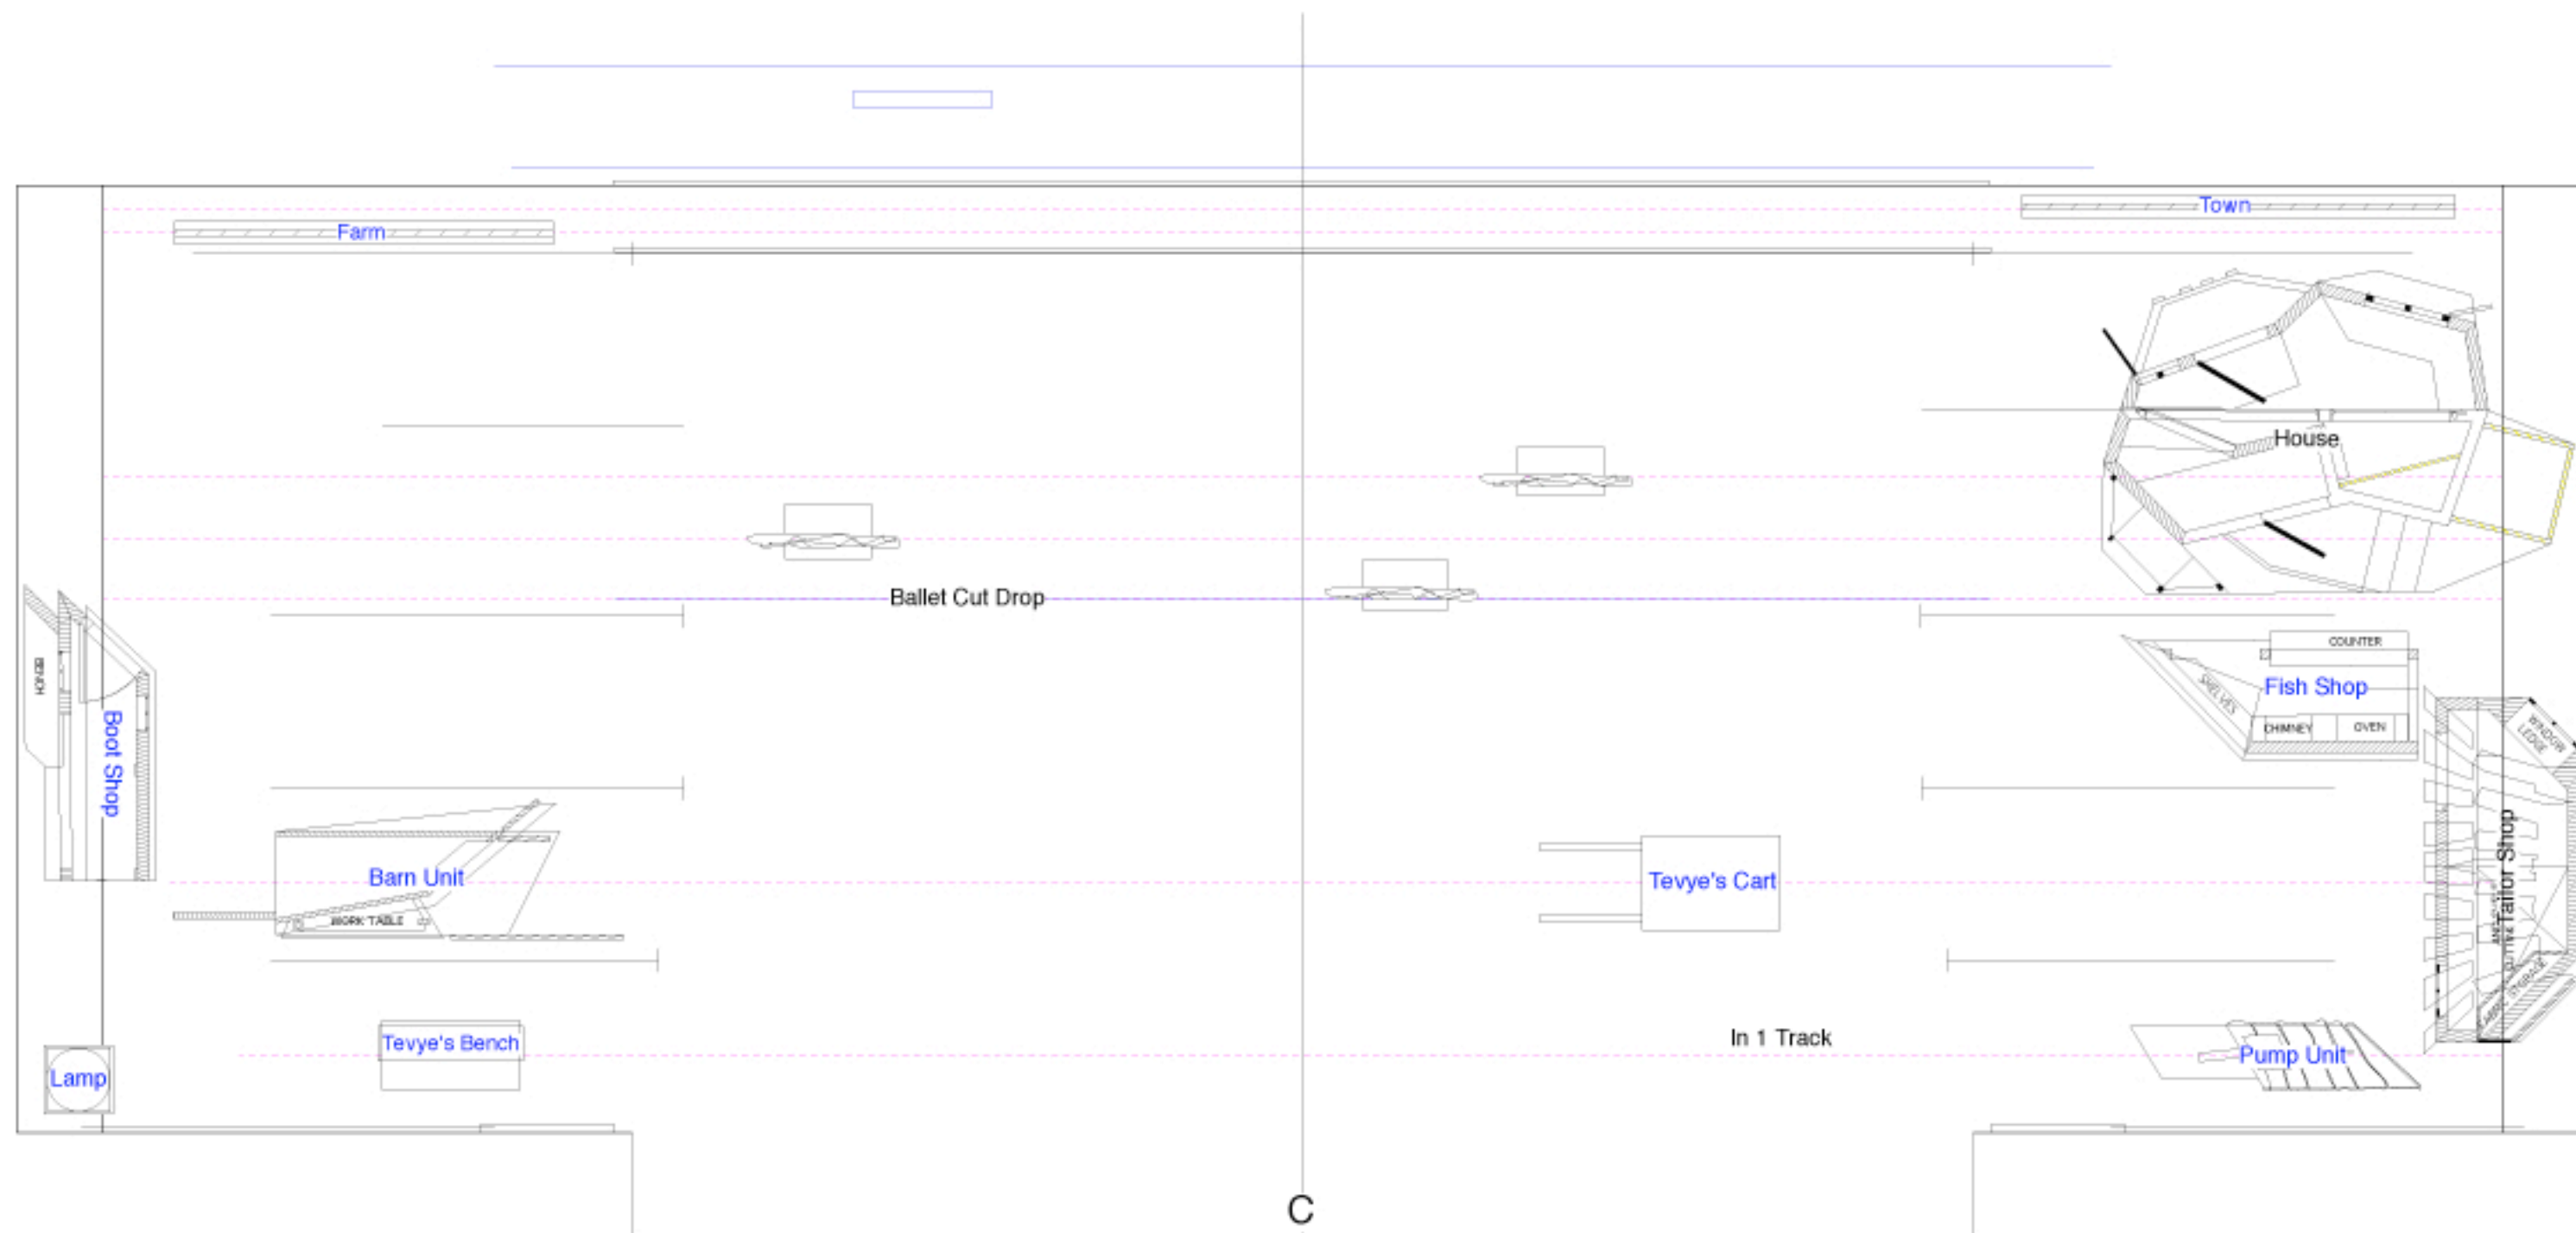 Town
Farm
House
Ballet Cut Drop
COUNTER
BENCH
SHELVES
Fish Shop
CHIMNEY
OVEN
WINDOW
LEDGE
Boot Shop
Barn Unit
WORK TABLE
Tevye's Cart
Tailor Shop
STORAGE
In 1 Track
Tevye's Bench
Pump Unit
Lamp
C